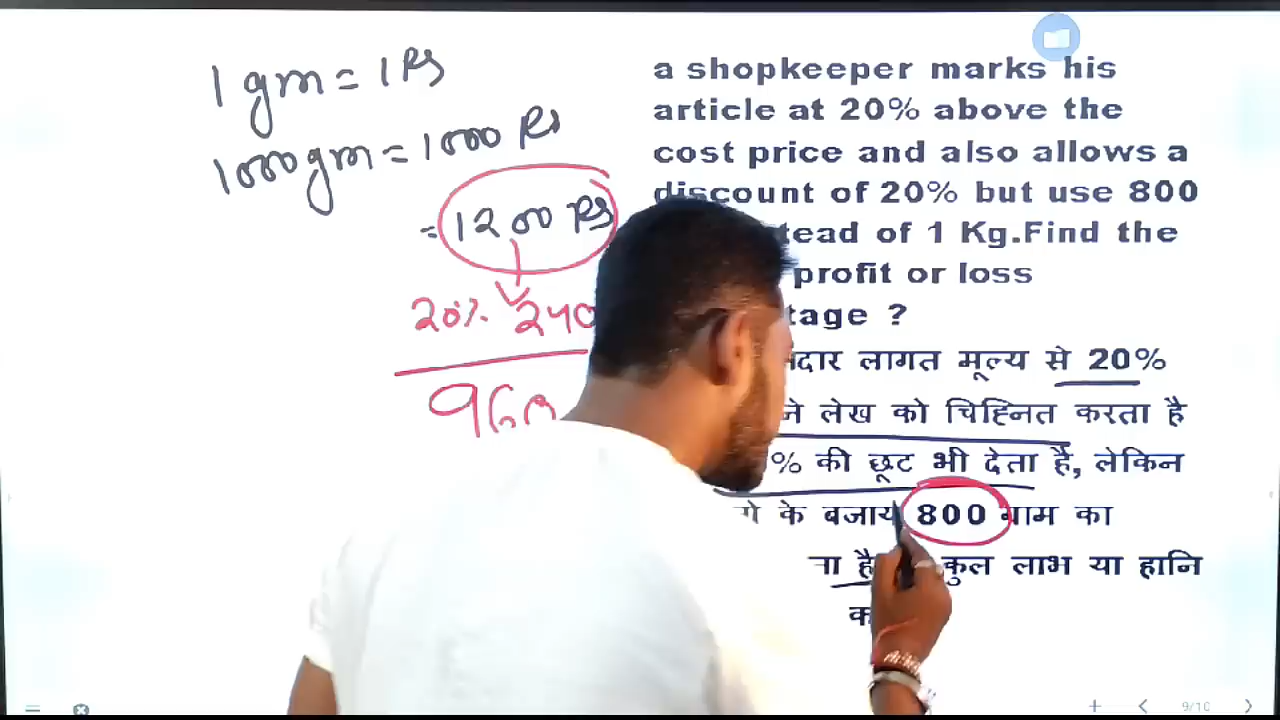 1 gm = 1 Rs
1000 gm = 1000 Rs
= 1200 Rs
20% 240
960
a shopkeeper marks his
article at 20% above the
cost price and also allows a
discount of 20% but use 800
of 1 Kg.Find the
profit or loss
?
लागत मूल्य से 20%
लेख को चिह्नित करता है
% की छूट भी देता है, लेकिन
के बजाय 800 ग्राम का
है कुल लाभ या हानि
9/10